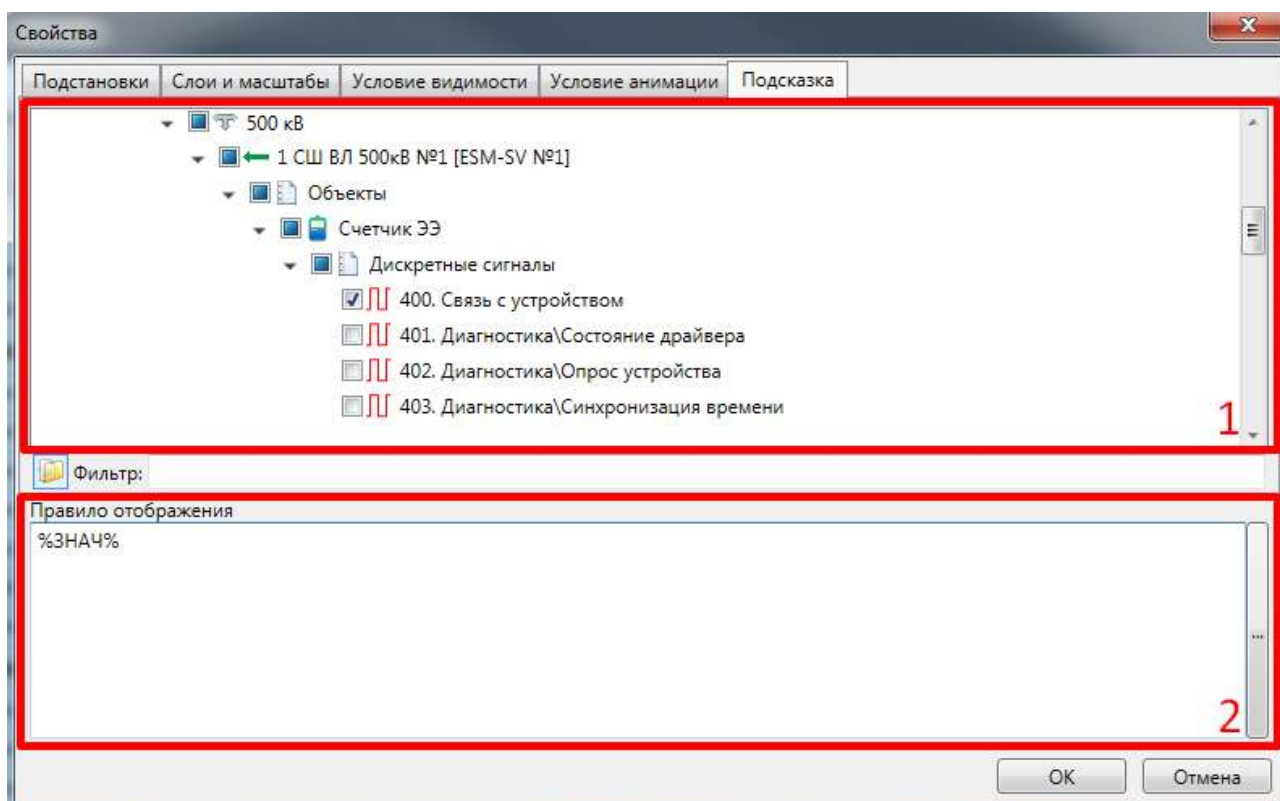 Свойства
Подстановки Слои и масштабы Условие видимости Условие анимации Подсказка
500 кВ
1 СШ ВЛ 500кВ №1 [ESM-SV №1]
Объекты
Счетчик ЭЭ
Дискретные сигналы
400. Связь с устройством
401. Диагностика\Состояние драйвера
402. Диагностика\Опрос устройства
403. Диагностика\Синхронизация времени
1
Фильтр:
Правило отображения
%ЗНАЧ%
...
2
OK Отмена